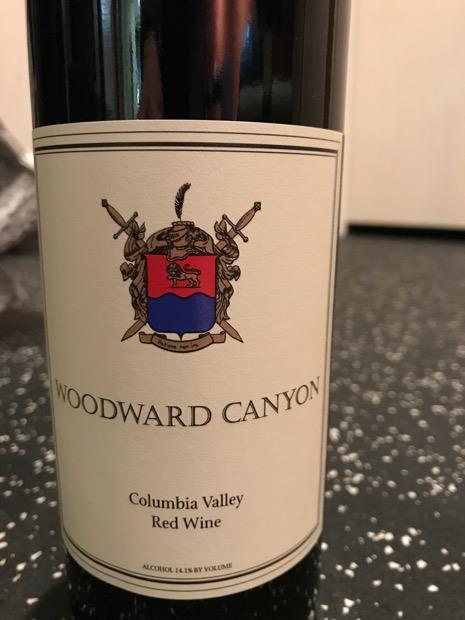 WOODWARD CANYON
Columbia Valley
Red Wine
ALCOHOL 14.1% BY VOLUME